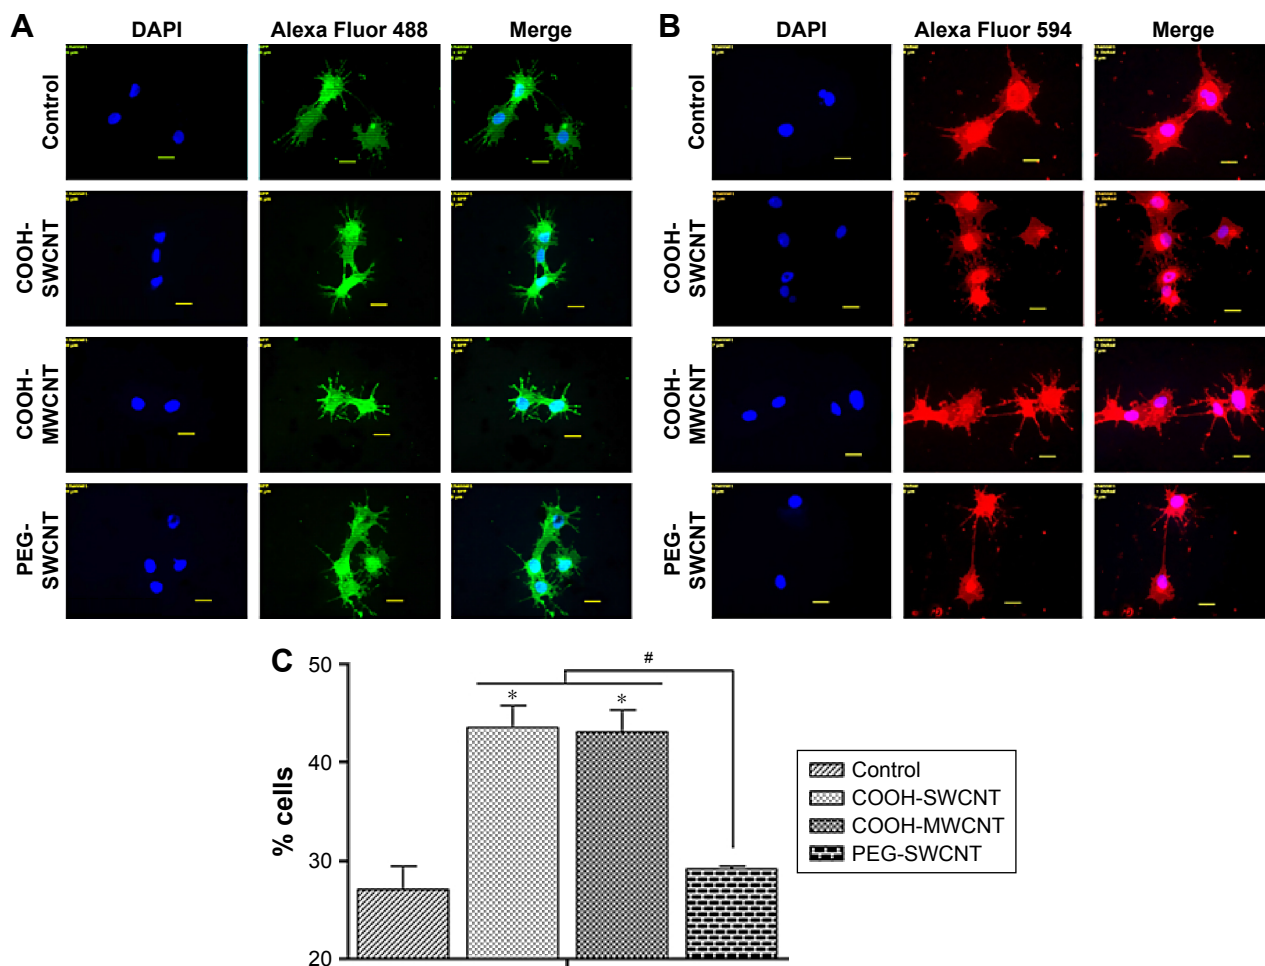 A
DAPI
Alexa Fluor 488
Merge
Control
COOH-
SWCNT
COOH-
MWCNT
PEG-
SWCNT
B
DAPI
Alexa Fluor 594
Merge
Control
COOH-
SWCNT
COOH-
MWCNT
PEG-
SWCNT
C
% cells
50
40
30
20
#
*
*
Control
COOH-SWCNT
COOH-MWCNT
PEG-SWCNT